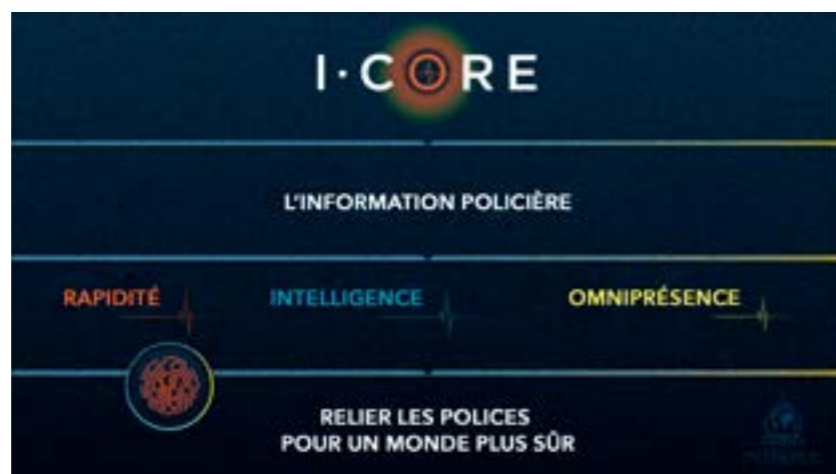 I·CORE
L'INFORMATION POLICIÈRE
RAPIDITÉ
INTELLIGENCE
OMNIPRÉSENCE
RELIER LES POLICES
POUR UN MONDE PLUS SÛR